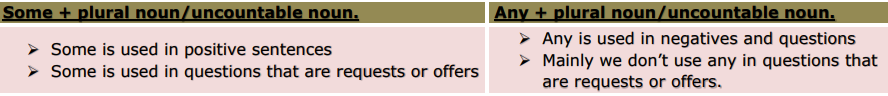 Some + plural noun/uncountable noun.
➤ Some is used in positive sentences
➤ Some is used in questions that are requests or offers
Any + plural noun/uncountable noun.
➤ Any is used in negatives and questions
➤ Mainly we don't use any in questions that
are requests or offers.